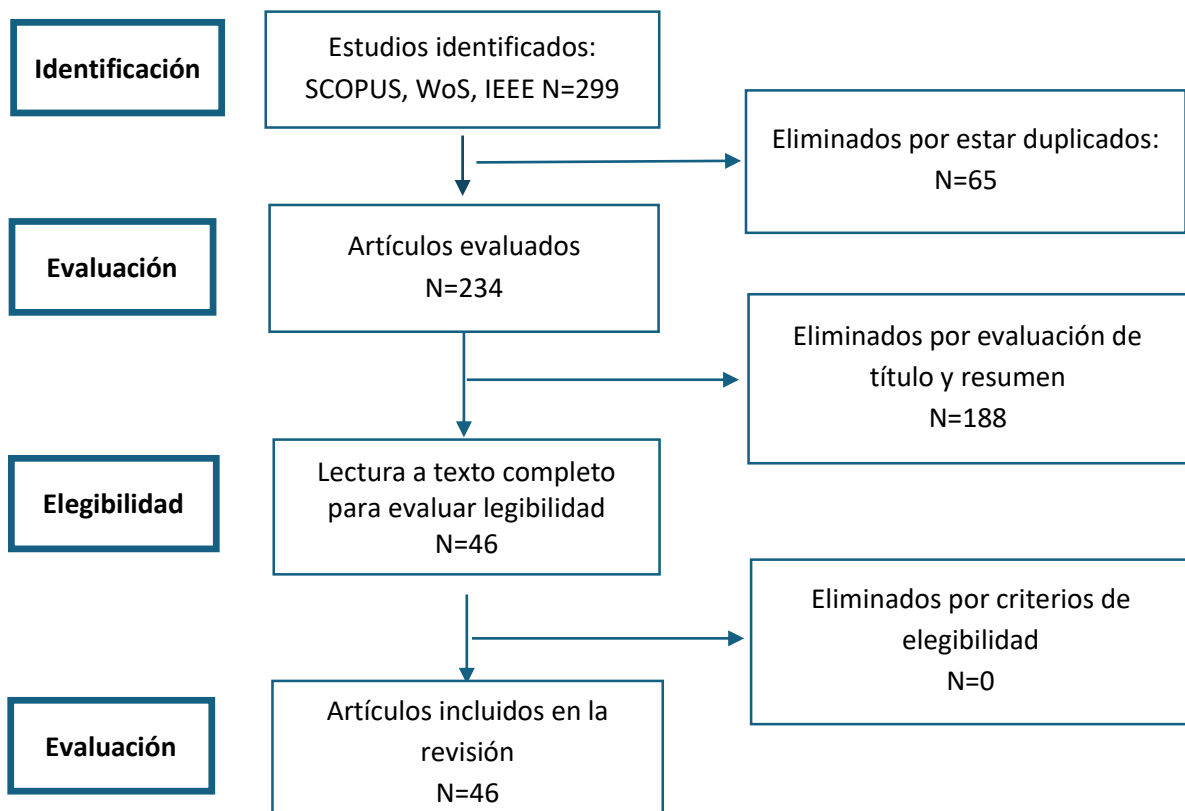 Identificación
Estudios identificados:
SCOPUS, WoS, IEEE N=299
Eliminados por estar duplicados:
N=65
Evaluación
Artículos evaluados
N=234
Eliminados por evaluación de
título y resumen
N=188
Elegibilidad
Lectura a texto completo
para evaluar legibilidad
N=46
Eliminados por criterios de
elegibilidad
N=0
Evaluación
Artículos incluidos en la
revisión
N=46